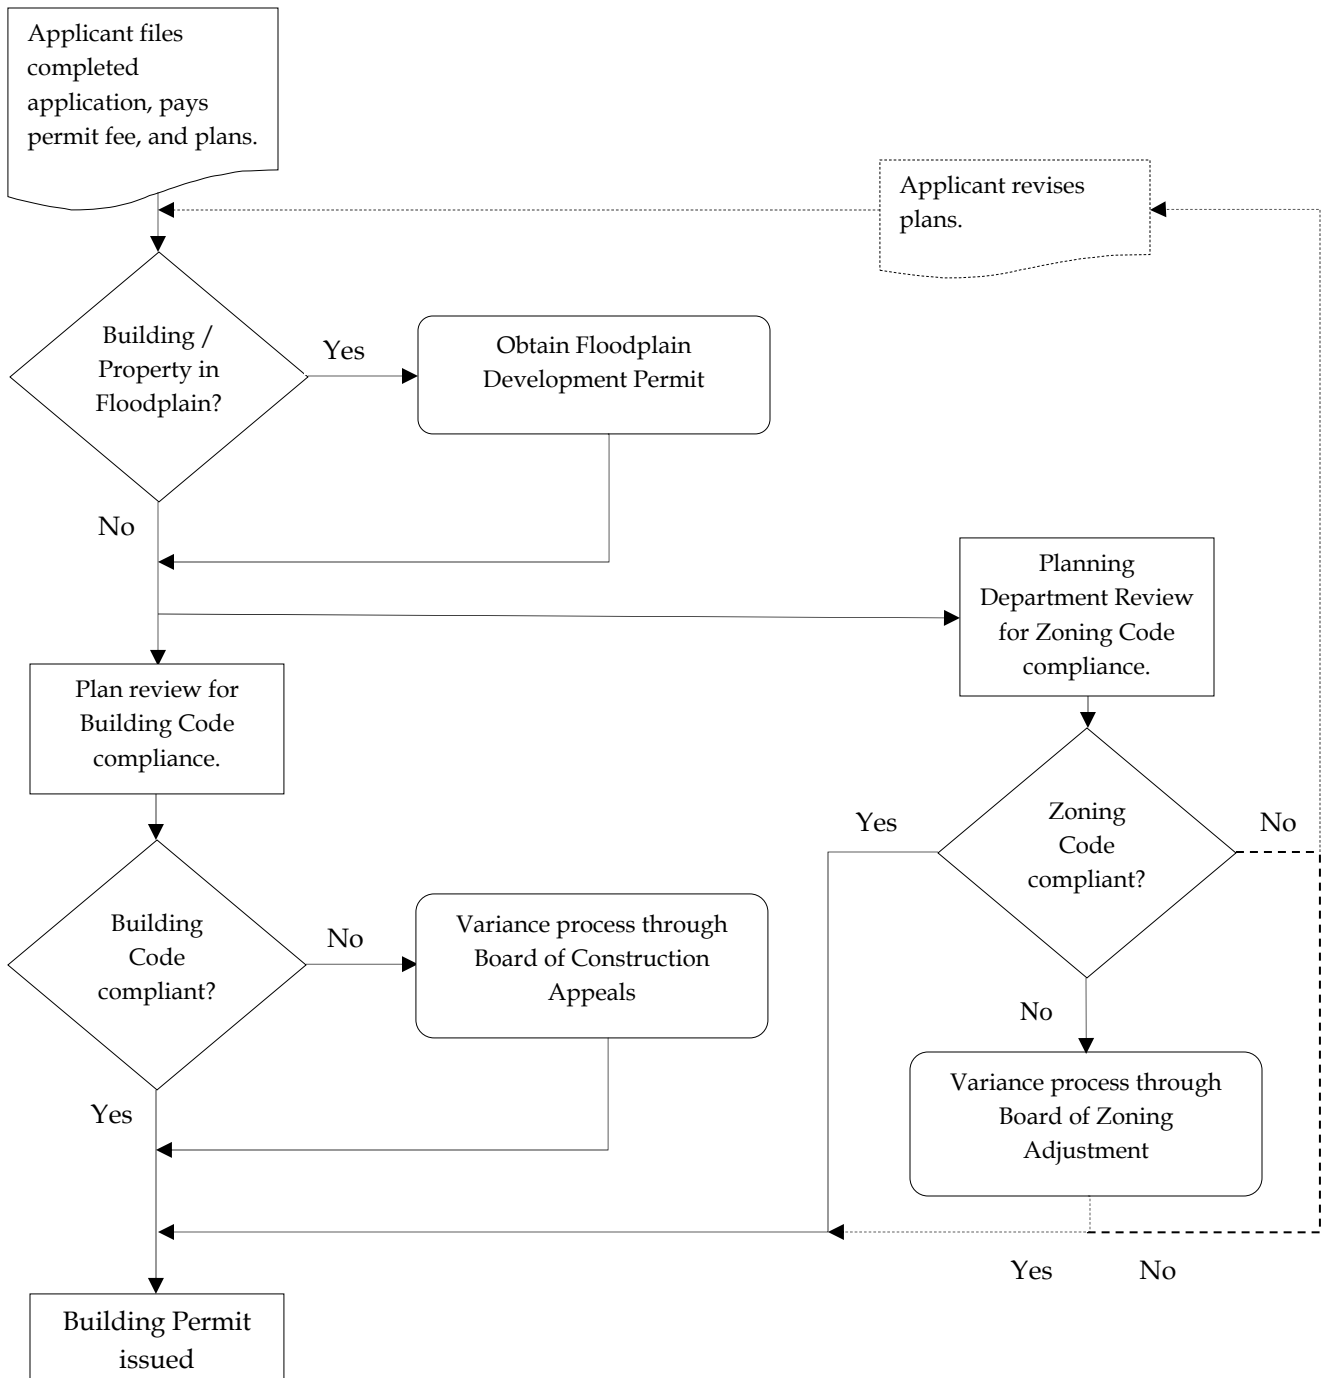 Applicant files
completed
application, pays
permit fee, and plans.
Applicant revises
plans.
Building /
Property in
Floodplain?
Yes
Obtain Floodplain
Development Permit
No
Planning
Department Review
for Zoning Code
compliance.
Plan review for
Building Code
compliance.
Yes
Zoning
Code
compliant?
No
Building
Code
compliant?
No
Variance process through
Board of Construction
Appeals
No
Variance process through
Board of Zoning
Adjustment
Yes
Yes
No
Building Permit
issued